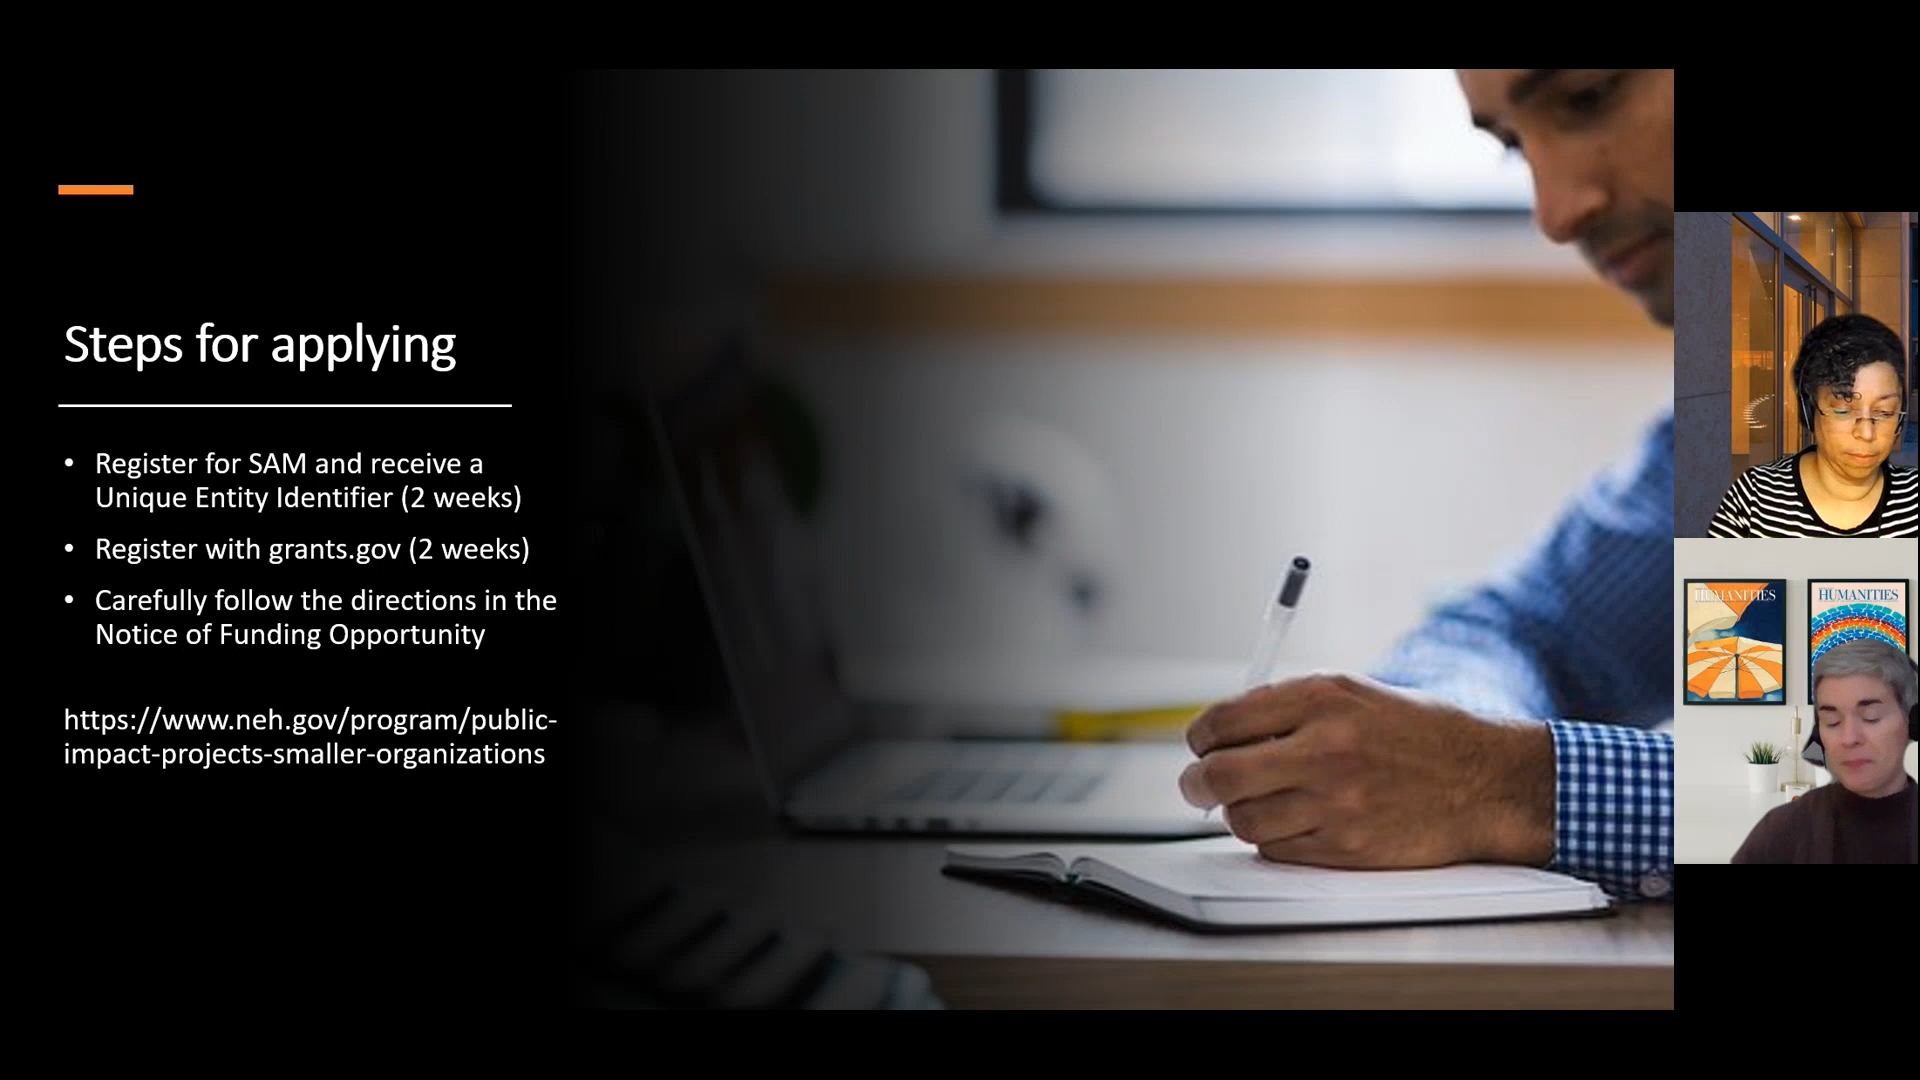 Steps for applying
• Register for SAM and receive a
Unique Entity Identifier (2 weeks)
• Register with grants.gov (2 weeks)
• Carefully follow the directions in the
Notice of Funding Opportunity
https://www.neh.gov/program/public-
impact-projects-smaller-organizations
HUMANITIES
HUMANITIES